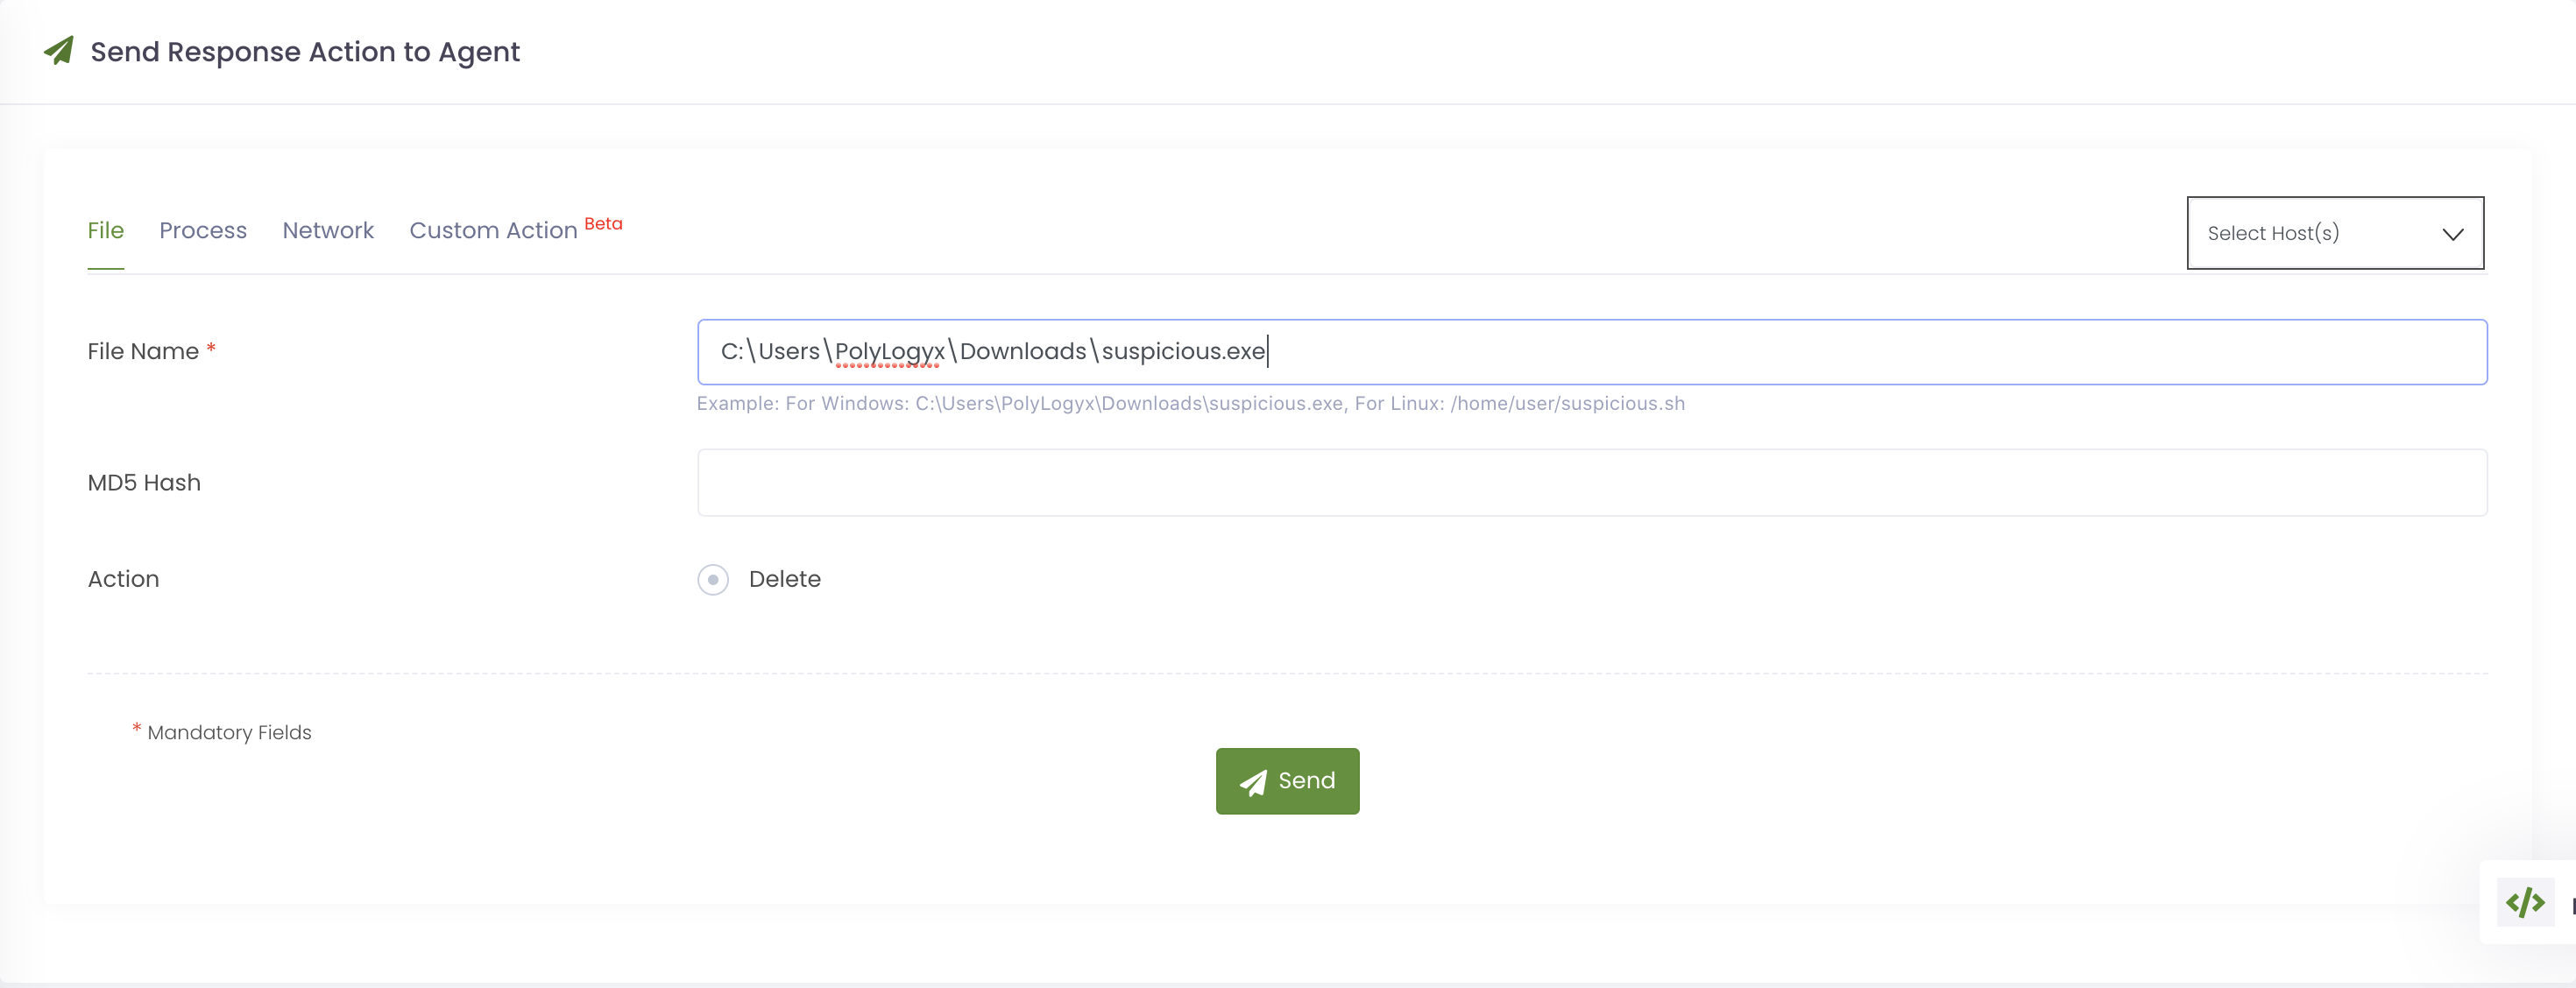 Send Response Action to Agent
File Process Network Custom Action Beta Select Host(s)
File Name * C:\Users\PolyLogyx\Downloads\suspicious.exe
Example: For Windows: C:\Users\PolyLogyx\Downloads\suspicious.exe, For Linux: /home/user/suspicious.sh
MD5 Hash
Action Delete
* Mandatory Fields
Send